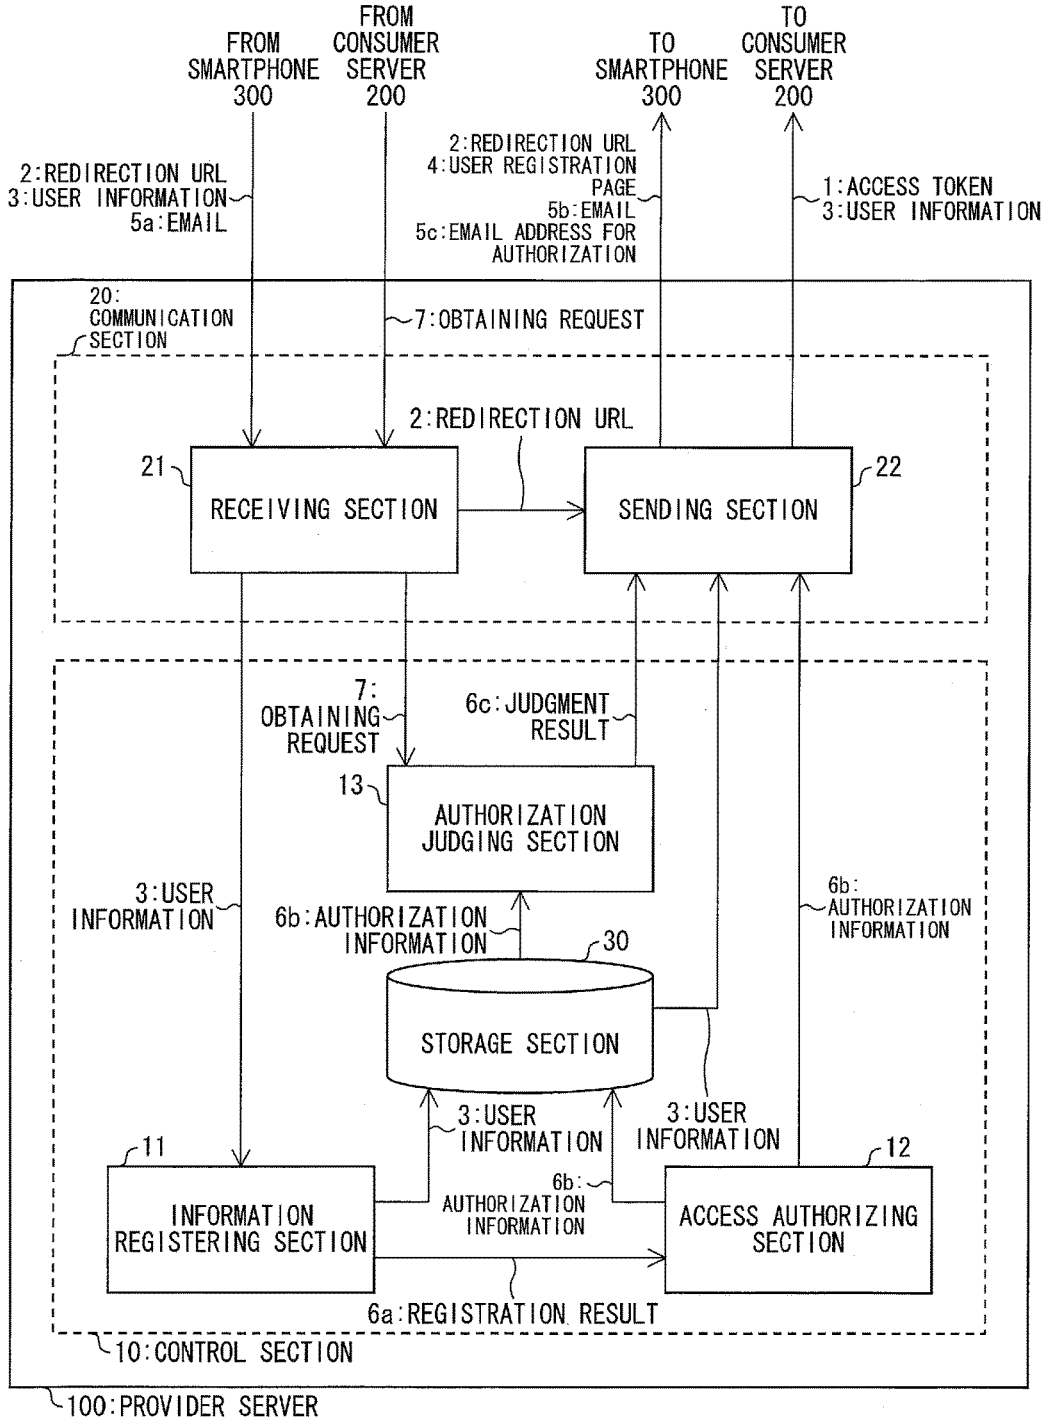 FROM
SMARTPHONE
300
FROM
CONSUMER
SERVER
200
TO
SMARTPHONE
300
TO
CONSUMER
SERVER
200
2:REDIRECTION URL
3:USER INFORMATION
5a:EMAIL
2:REDIRECTION URL
4:USER REGISTRATION
PAGE
5b:EMAIL
5c:EMAIL ADDRESS FOR
AUTHORIZATION
1:ACCESS TOKEN
3:USER INFORMATION
20:
COMMUNICATION
SECTION
7:OBTAINING REQUEST
2:REDIRECTION URL
21
RECEIVING SECTION
22
SENDING SECTION
7:
OBTAINING
REQUEST
6c:JUDGMENT
RESULT
13
AUTHORIZATION
JUDGING SECTION
3:USER
INFORMATION
6b:AUTHORIZATION
INFORMATION
6b:
AUTHORIZATION
INFORMATION
30
STORAGE SECTION
3:USER
INFORMATION
3:USER
INFORMATION
11
INFORMATION
REGISTERING SECTION
6b:
AUTHORIZATION
INFORMATION
12
ACCESS AUTHORIZING
SECTION
6a:REGISTRATION RESULT
10:CONTROL SECTION
100:PROVIDER SERVER